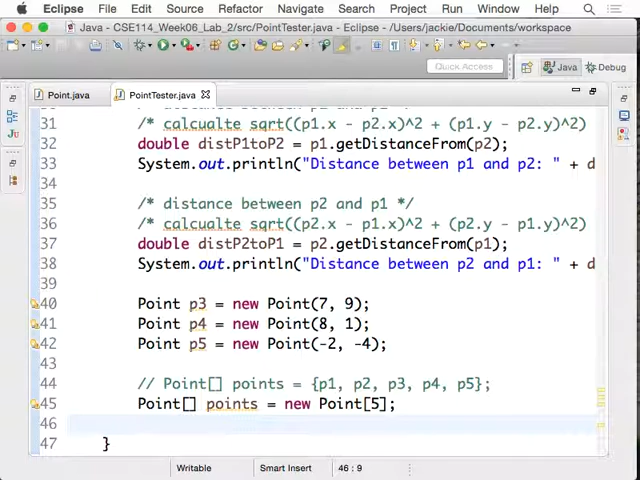 Eclipse File Edit Source Refactor Navigate Search Project Run Window Help
Java - CSE114_Week06_Lab_2/src/PointTester.java - Eclipse - /Users/jackie/Documents/workspace
Quick Access Java Debug
Point.java PointTester.java
31 /* calcualte sqrt((p1.x - p2.x)^2 + (p1.y - p2.y)^2)
32 double distP1toP2 = p1.getDistanceFrom(p2);
33 System.out.println("Distance between p1 and p2: " + d
34
35 /* distance between p2 and p1 */
36 /* calcualte sqrt((p2.x - p1.x)^2 + (p2.y - p1.y)^2)
37 double distP2toP1 = p2.getDistanceFrom(p1);
38 System.out.println("Distance between p2 and p1: " + d
39
40 Point p3 = new Point(7, 9);
41 Point p4 = new Point(8, 1);
42 Point p5 = new Point(-2, -4);
43
44 // Point[] points = {p1, p2, p3, p4, p5};
45 Point[] points = new Point[5];
46
47 }
Writable Smart Insert 46 : 9